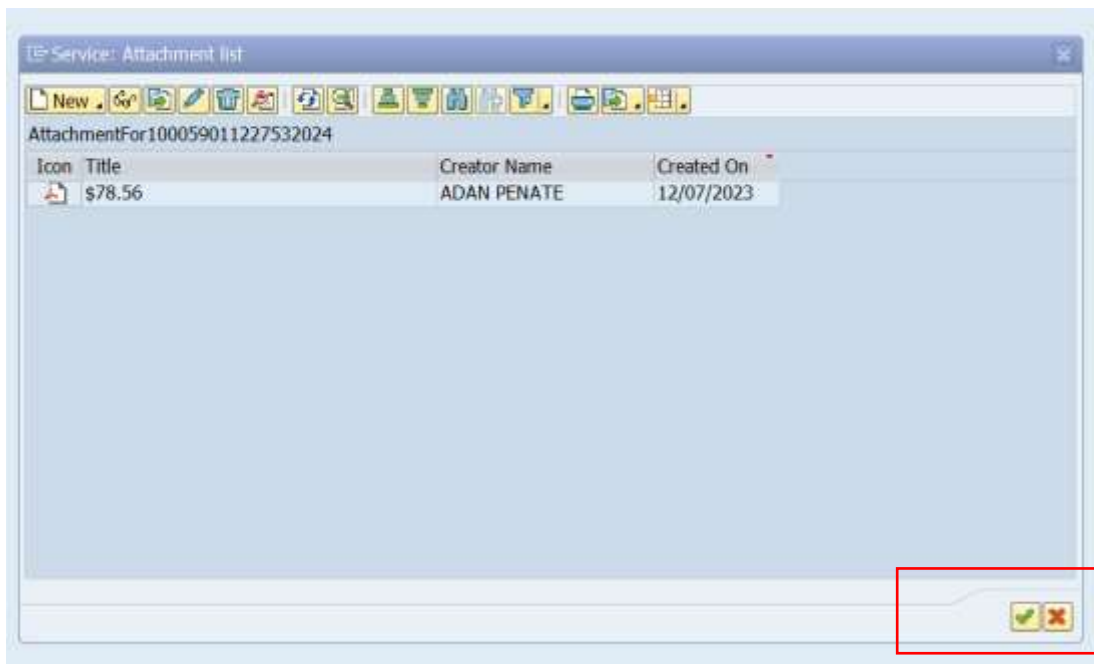 Service: Attachment list
New
AttachmentFor100059011227532024
Icon Title Creator Name Created On
$78.56 ADAN PENATE 12/07/2023